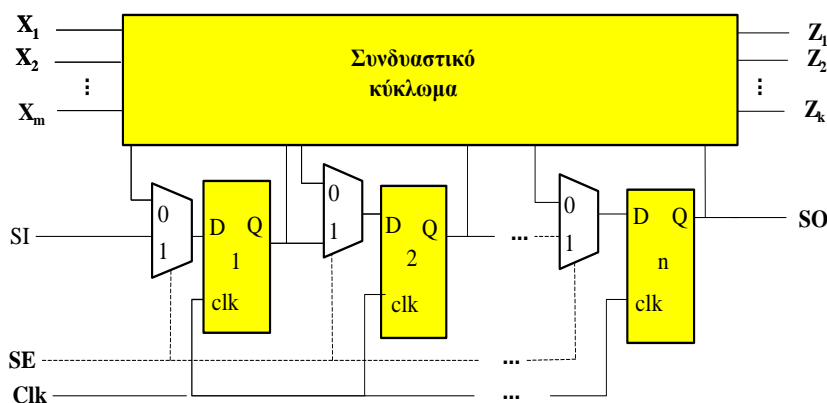 X1
X2
⋮
Xm
Συνδυαστικό
κύκλωμα
Z1
Z2
⋮
Zk
SI
0
1
D Q
1
clk
0
1
D Q
2
clk
...
0
1
D Q
n
clk
SO
SE
...
Clk
...